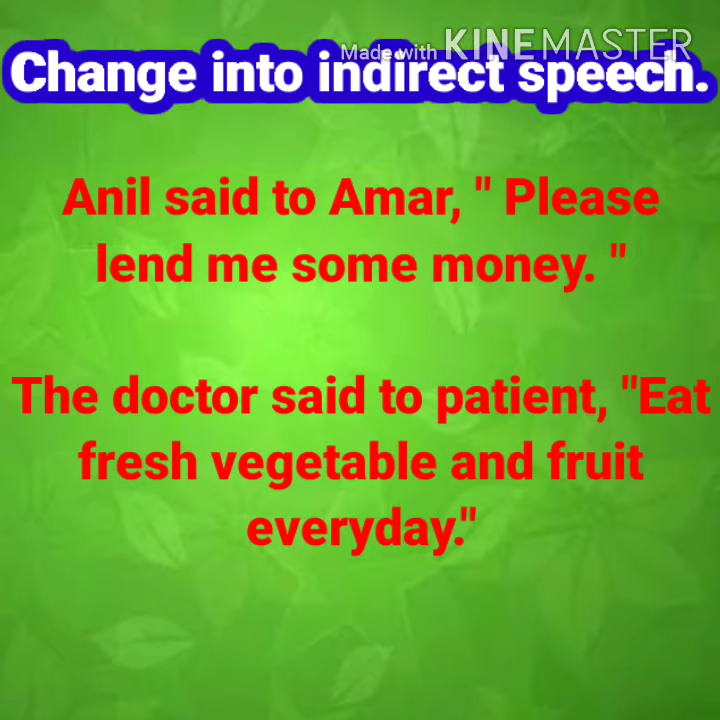 Made with KINEMASTER
Change into indirect speech.
Anil said to Amar, " Please
lend me some money. "
The doctor said to patient, "Eat
fresh vegetable and fruit
everyday."